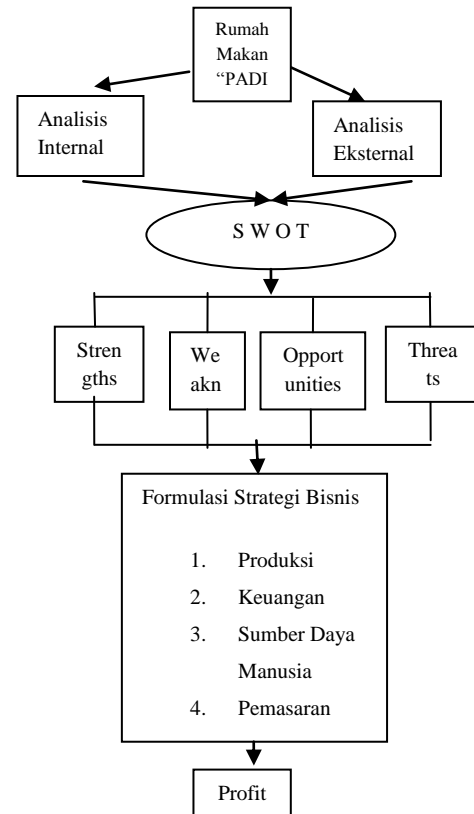 Rumah
Makan
“PADI
Analisis
Internal
Analisis
Eksternal
S W O T
Stren
gths
We
akn
Opport
unities
Threa
ts
Formulasi Strategi Bisnis
1. Produksi
2. Keuangan
3. Sumber Daya
Manusia
4. Pemasaran
Profit